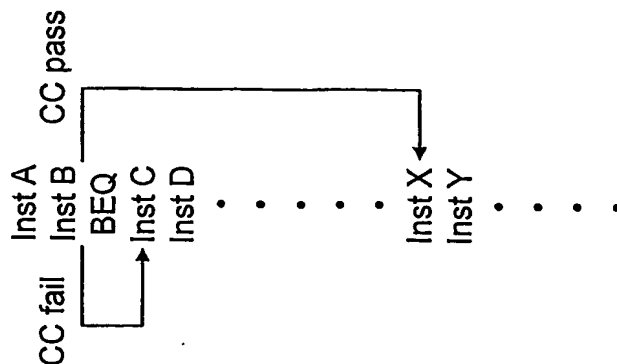 Inst A
Inst B
BEQ
Inst C
Inst D
Inst X
Inst Y
CC fail
CC pass